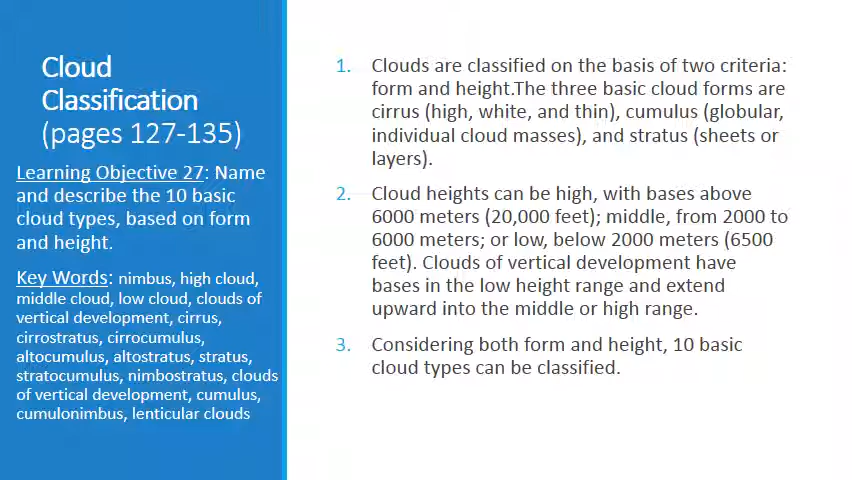 Cloud
Classification
(pages 127-135)
Learning Objective 27: Name
and describe the 10 basic
cloud types, based on form
and height.
Key Words: nimbus, high cloud,
middle cloud, low cloud, clouds of
vertical development, cirrus,
cirrostratus, cirrocumulus,
altocumulus, altostratus, stratus,
stratocumulus, nimbostratus, clouds
of vertical development, cumulus,
cumulonimbus, lenticular clouds
1. Clouds are classified on the basis of two criteria:
form and height.The three basic cloud forms are
cirrus (high, white, and thin), cumulus (globular,
individual cloud masses), and stratus (sheets or
layers).
2. Cloud heights can be high, with bases above
6000 meters (20,000 feet); middle, from 2000 to
6000 meters; or low, below 2000 meters (6500
feet). Clouds of vertical development have
bases in the low height range and extend
upward into the middle or high range.
3. Considering both form and height, 10 basic
cloud types can be classified.